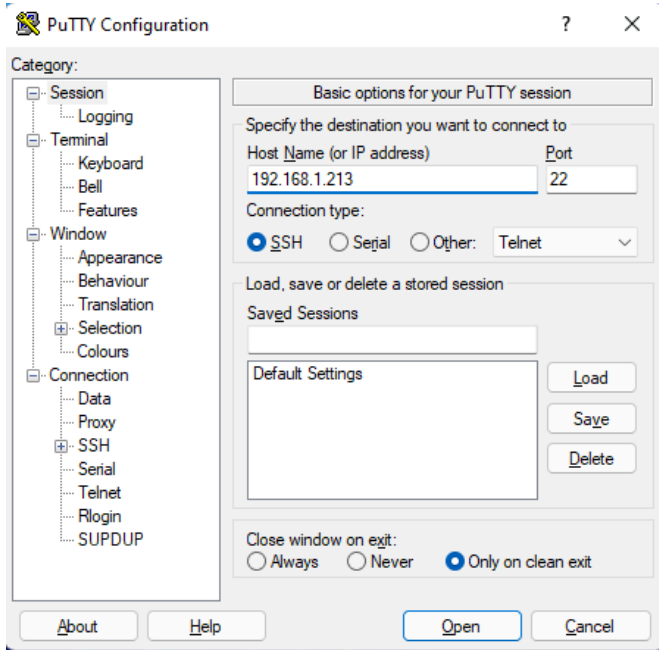 PuTTY Configuration
?
Category:
Session
Logging
Terminal
Keyboard
Bell
Features
Window
Appearance
Behaviour
Translation
Selection
Colours
Connection
Data
Proxy
SSH
Serial
Telnet
Rlogin
SUPDUP
Basic options for your PuTTY session
Specify the destination you want to connect to
Host Name (or IP address) Port
192.168.1.213 22
Connection type:
SSH Serial Other: Telnet
Load, save or delete a stored session
Saved Sessions
Default Settings
Load
Save
Delete
Close window on exit:
Always Never Only on clean exit
About Help Open Cancel